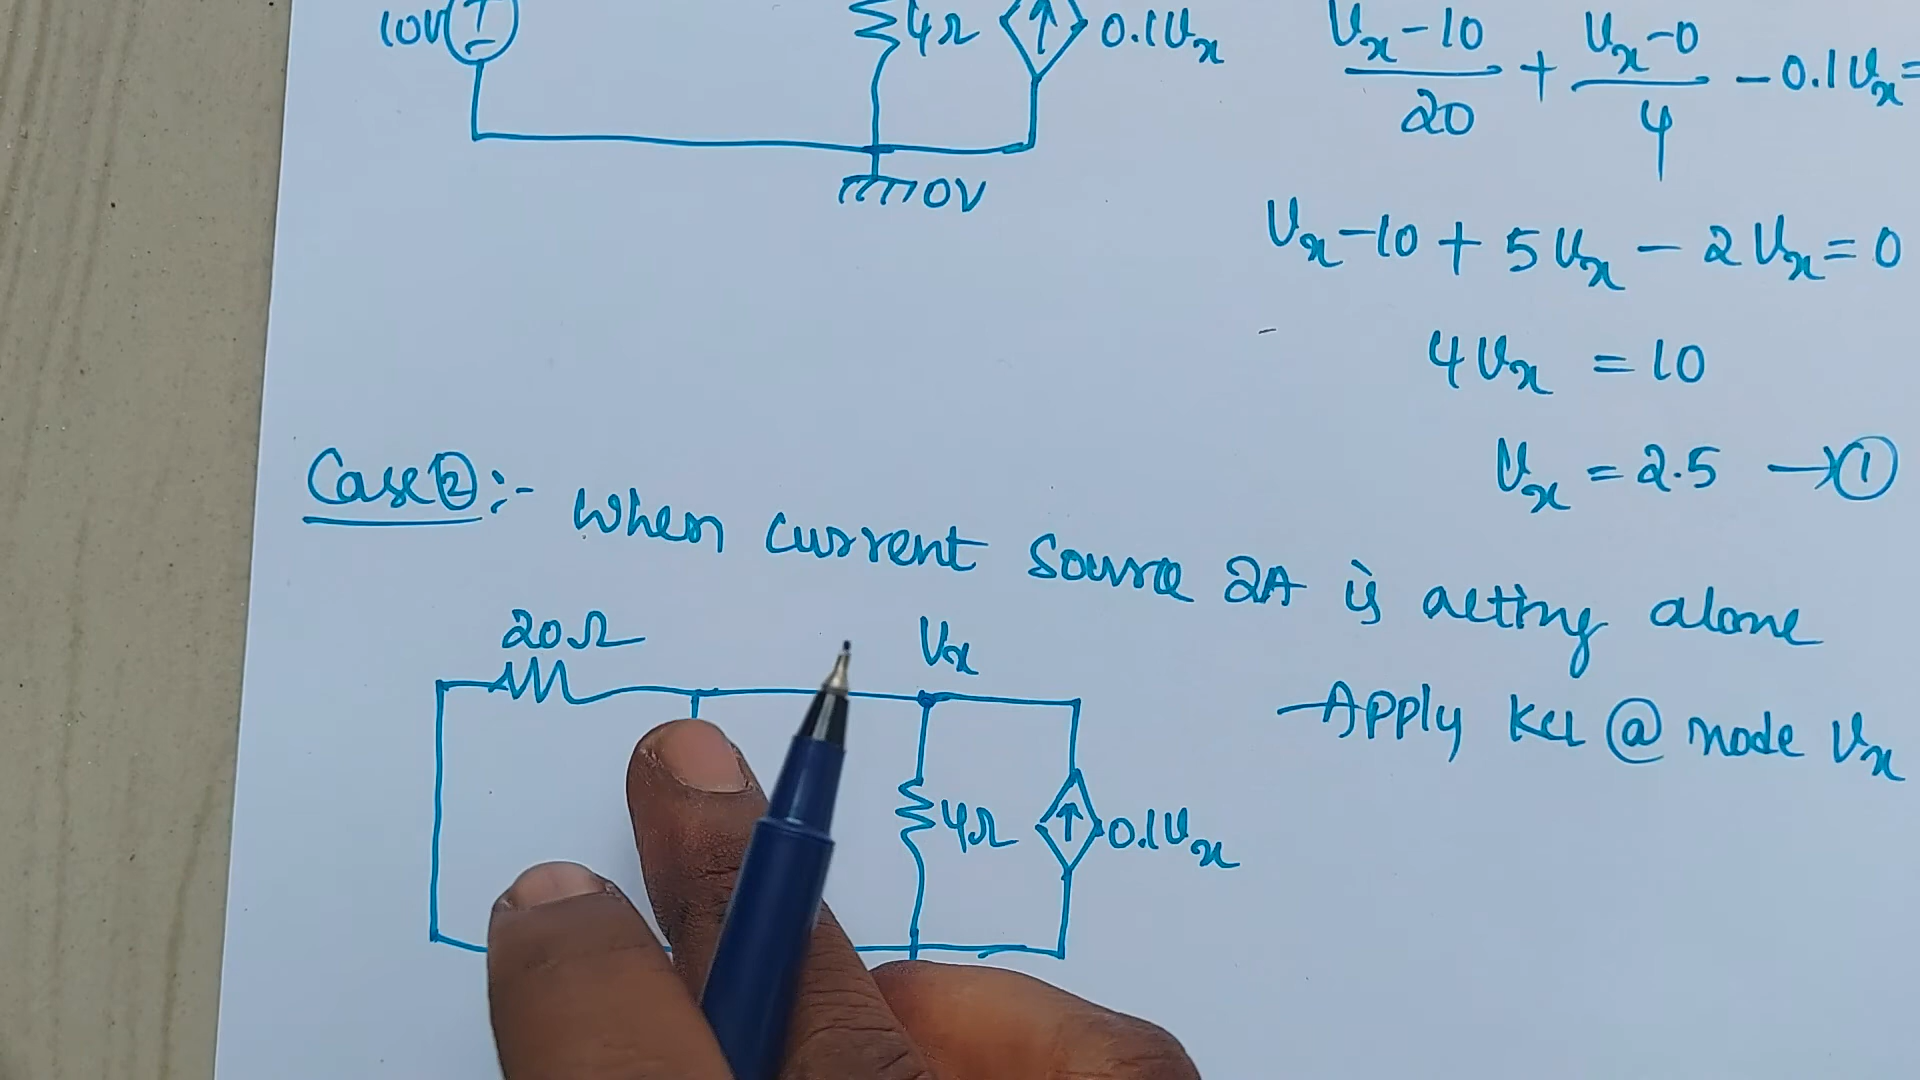 10V
4Ω
0.1Vx
0V
Vx-10/20 + Vx-0/4 - 0.1Vx=
Vx-10 + 5Vx - 2Vx = 0
4Vx = 10
Vx = 2.5 → ①
Case②:- When current source 2A is acting alone
20Ω
Vx
4Ω
0.1Vx
→Apply KCL @ node Vx